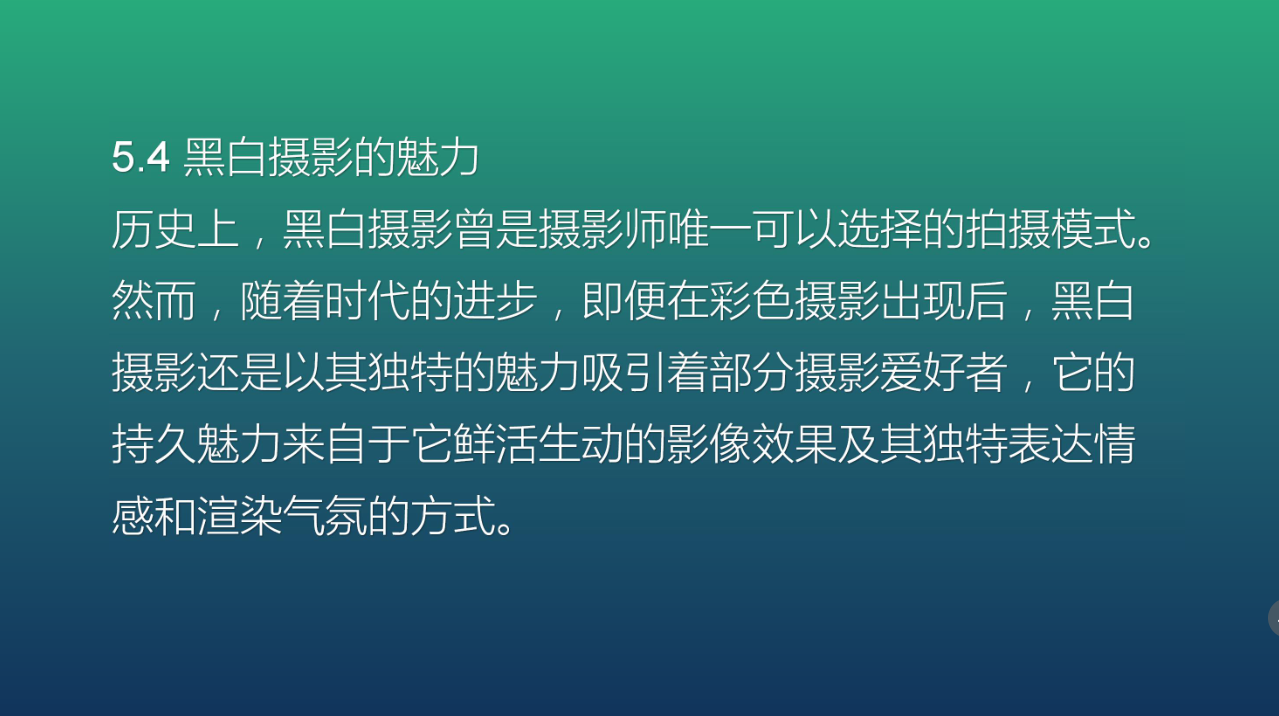 5.4 黑白摄影的魅力
历史上，黑白摄影曾是摄影师唯一可以选择的拍摄模式。
然而，随着时代的进步，即便在彩色摄影出现后，黑白
摄影还是以其独特的魅力吸引着部分摄影爱好者，它的
持久魅力来自于它鲜活生动的影像效果及其独特表达情
感和渲染气氛的方式。